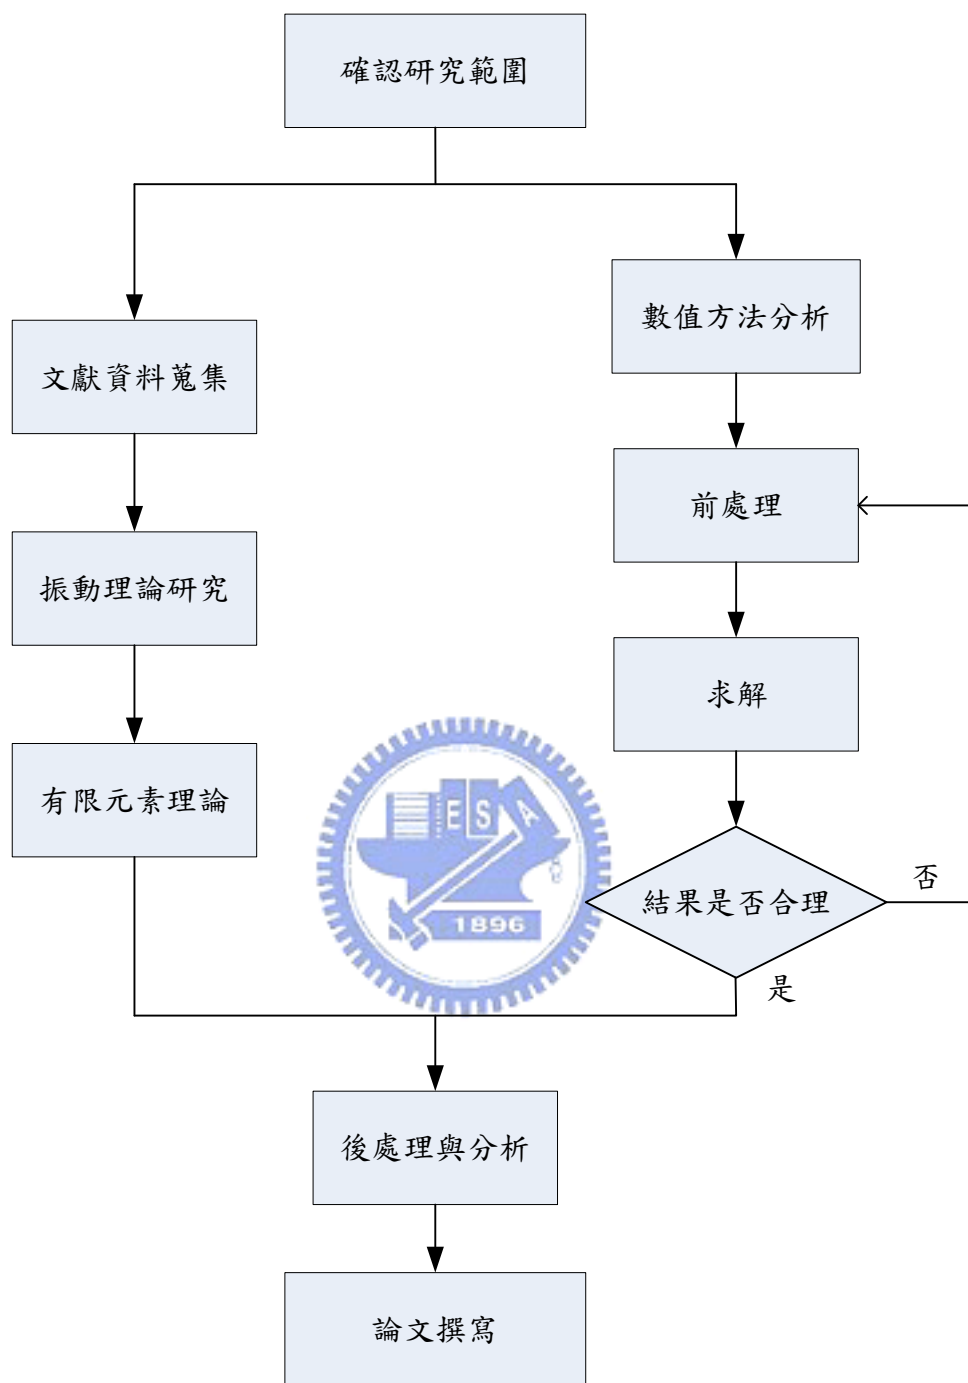 確認研究範圍
數值方法分析
文獻資料蒐集
前處理
振動理論研究
求解
有限元素理論
E S A
1896
結果是否合理
否
是
後處理與分析
論文撰寫